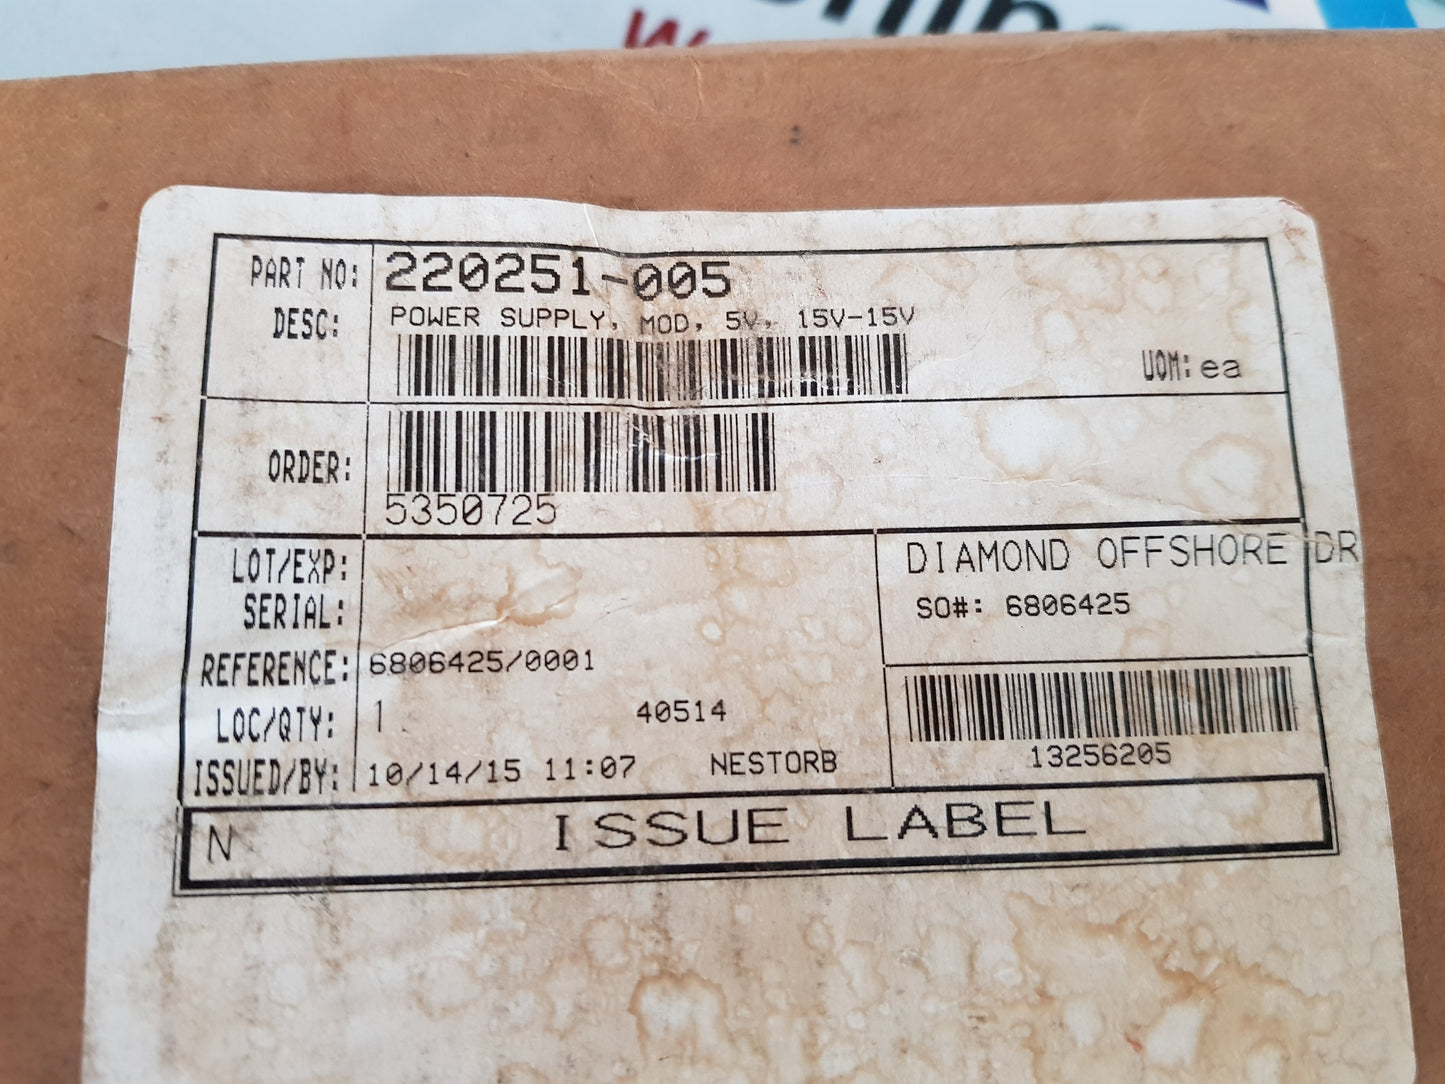 PART NO: 220251-005
DESC: POWER SUPPLY, MOD, 5V, 15V-15V
UOM: ea
ORDER: 5350725
LOT/EXP:
SERIAL:
REFERENCE: 6806425/0001
LOC/QTY: 1 40514
ISSUED/BY: 10/14/15 11:07 NESTORB
DIAMOND OFFSHORE DR
SO#: 6806425
13256205
N ISSUE LABEL